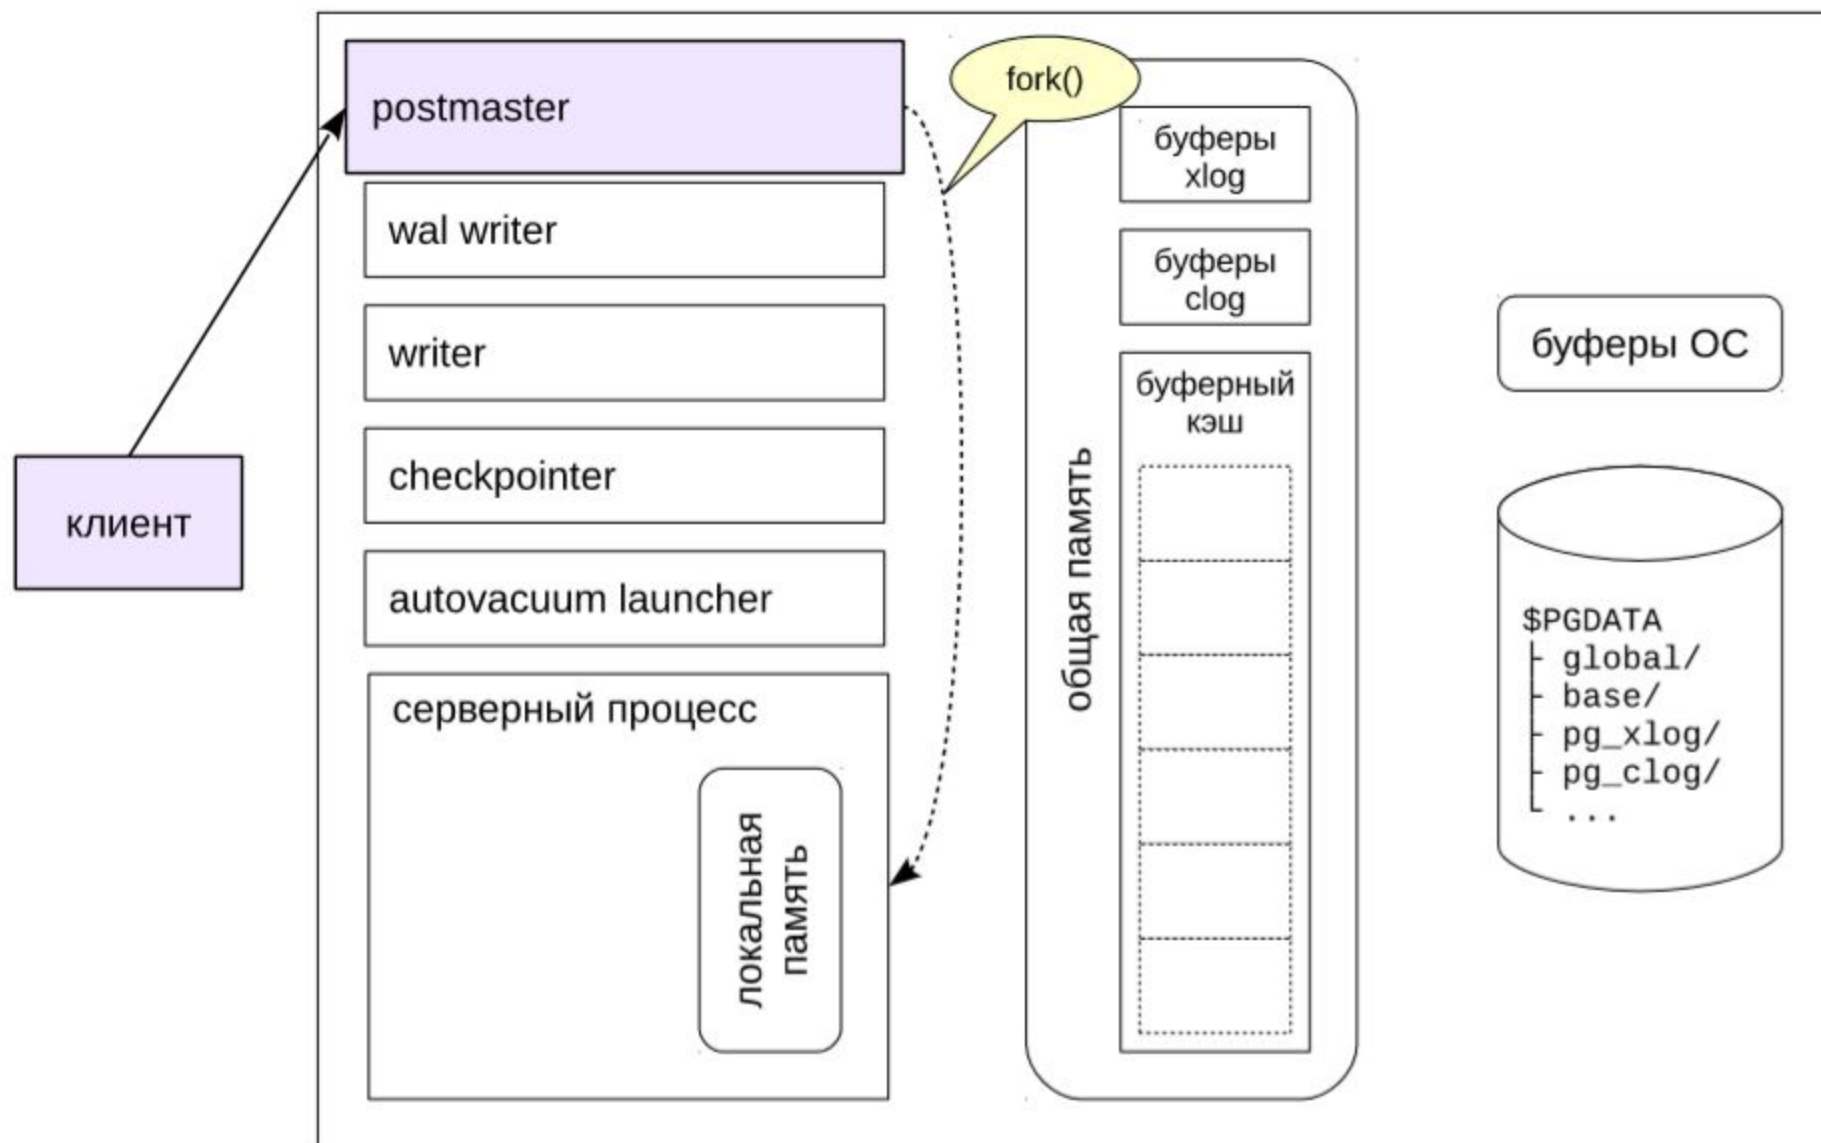 клиент
postmaster
wal writer
writer
checkpointer
autovacuum launcher
серверный процесс
локальная
память
fork()
общая память
буферы
xlog
буферы
clog
буферный
кэш
буферы ОС
$PGDATA
global/
base/
pg_xlog/
pg_clog/
...